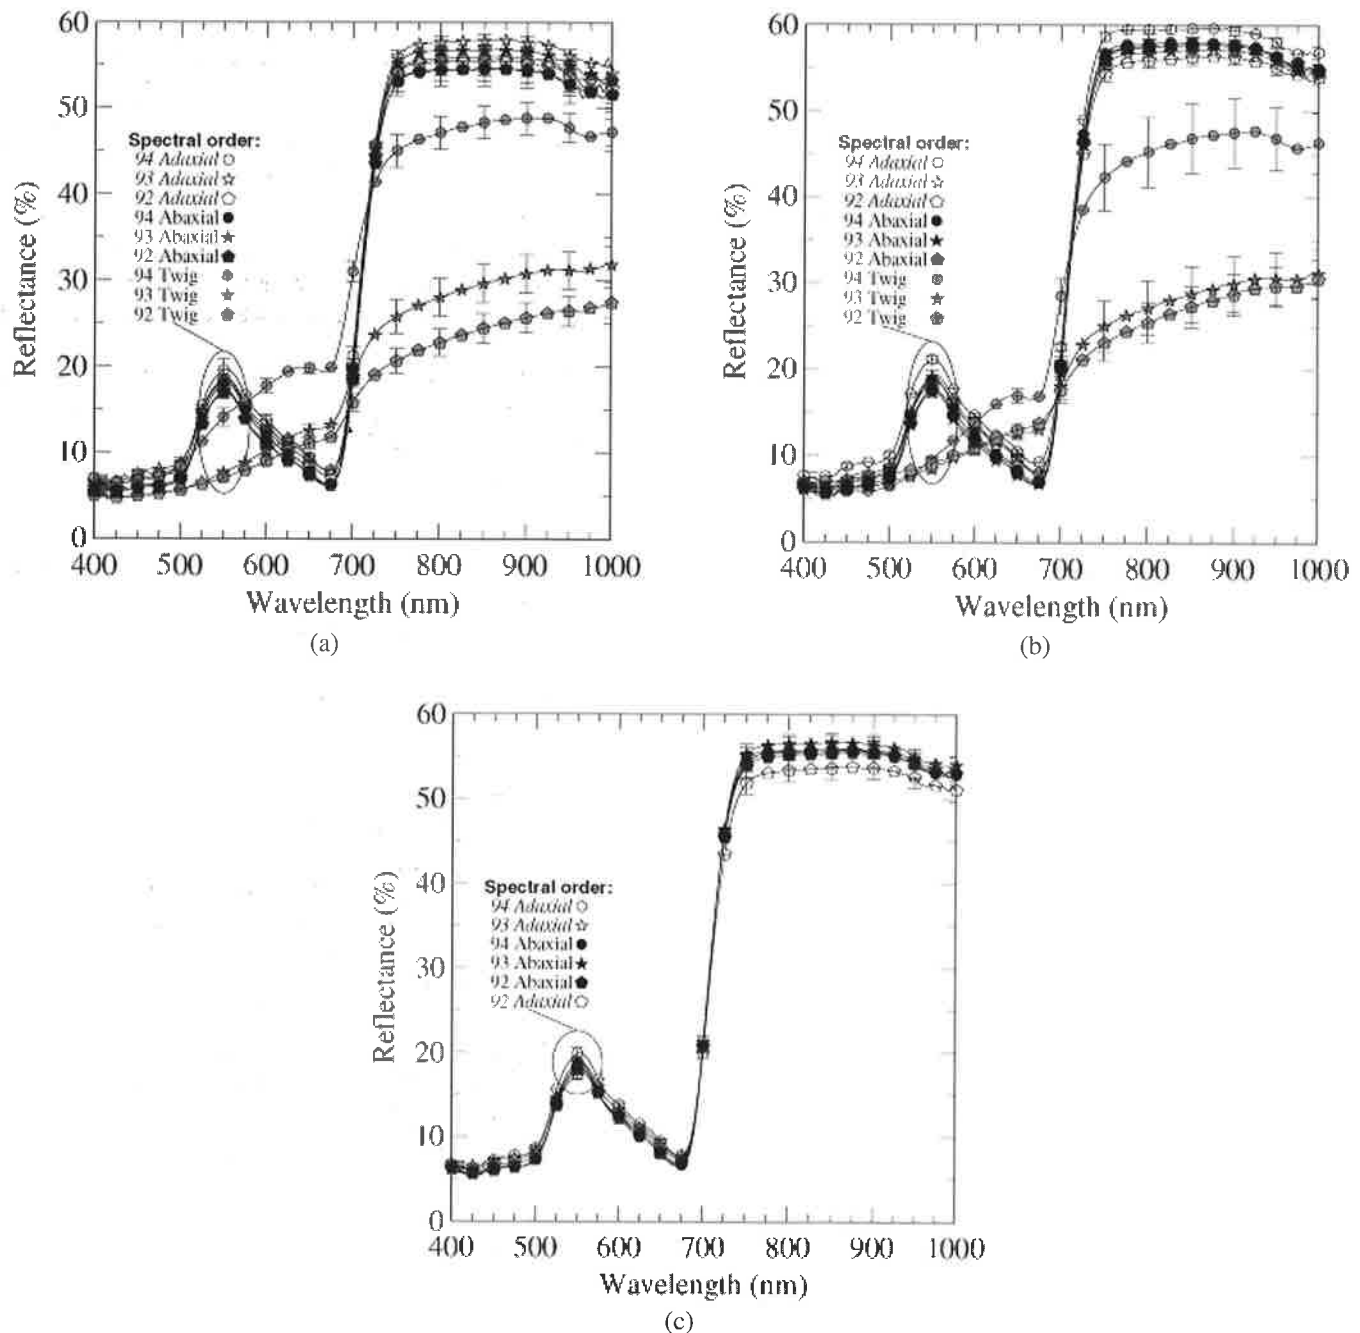 60
50
40
30
20
10
0
Reflectance (%)
Spectral order:
94 Adaxial
93 Adaxial
92 Adaxial
94 Abaxial
93 Abaxial
92 Abaxial
94 Twig
93 Twig
92 Twig
400 500 600 700 800 900 1000
Wavelength (nm)
(a)
60
50
40
30
20
10
0
Reflectance (%)
Spectral order:
94 Adaxial
93 Adaxial
92 Adaxial
94 Abaxial
93 Abaxial
92 Abaxial
94 Twig
93 Twig
92 Twig
400 500 600 700 800 900 1000
Wavelength (nm)
(b)
60
50
40
30
20
10
0
Reflectance (%)
Spectral order:
94 Adaxial
93 Adaxial
94 Abaxial
93 Abaxial
92 Abaxial
92 Adaxial
400 500 600 700 800 900 1000
Wavelength (nm)
(c)